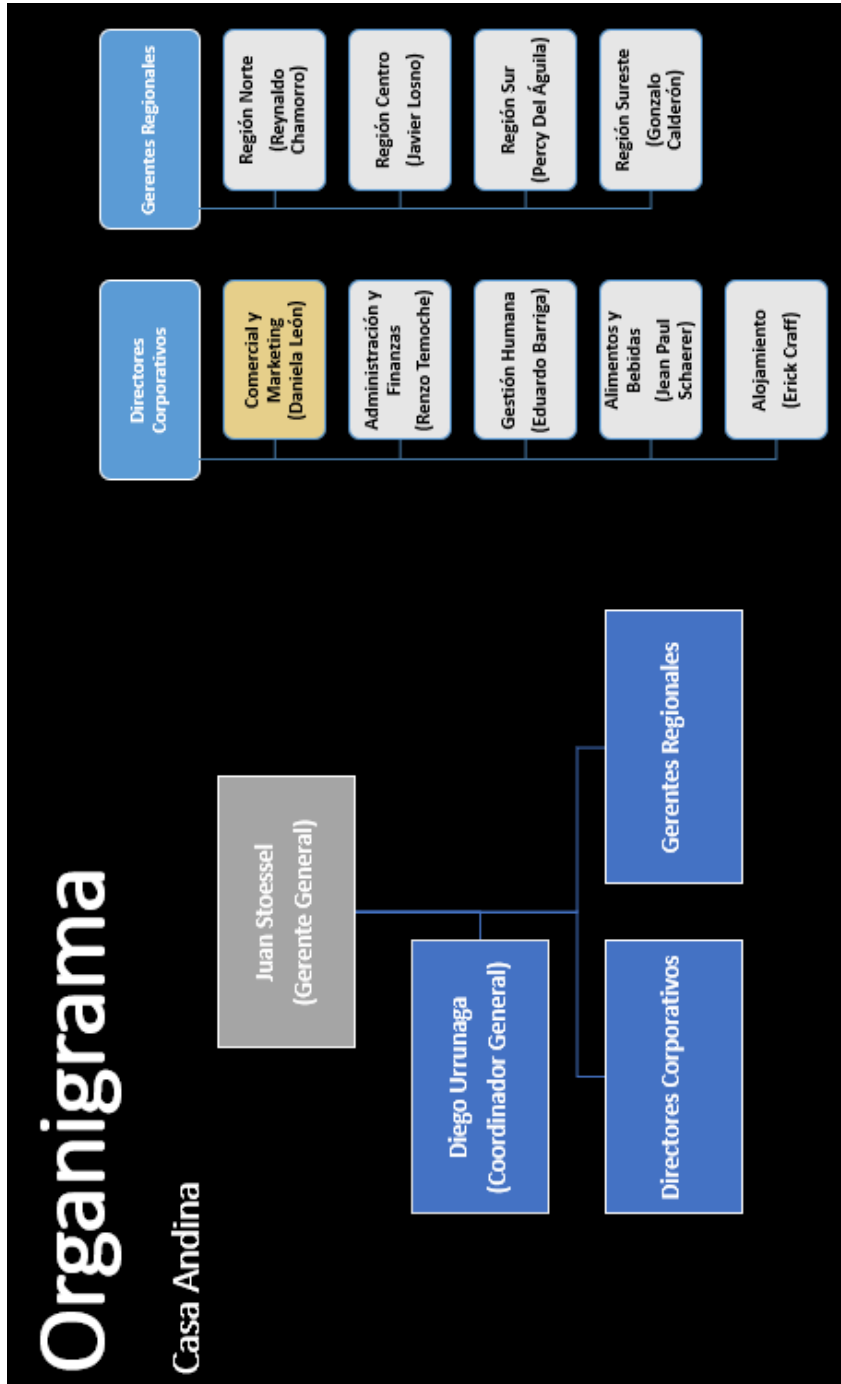 Organigrama
Casa Andina
Juan Stoessel
(Gerente General)
Diego Urrunaga
(Coordinador General)
Directores Corporativos
Gerentes Regionales
Directores
Corporativos
Comercial y
Marketing
(Daniela León)
Administración y
Finanzas
(Renzo Temoche)
Gestión Humana
(Eduardo Barriga)
Alimentos y
Bebidas
(Jean Paul
Schaerer)
Alojamiento
(Erick Craff)
Gerentes Regionales
Región Norte
(Reynaldo
Chamorro)
Región Centro
(Javier Losno)
Región Sur
(Percy Del Águila)
Región Sureste
(Gonzalo
Calderón)